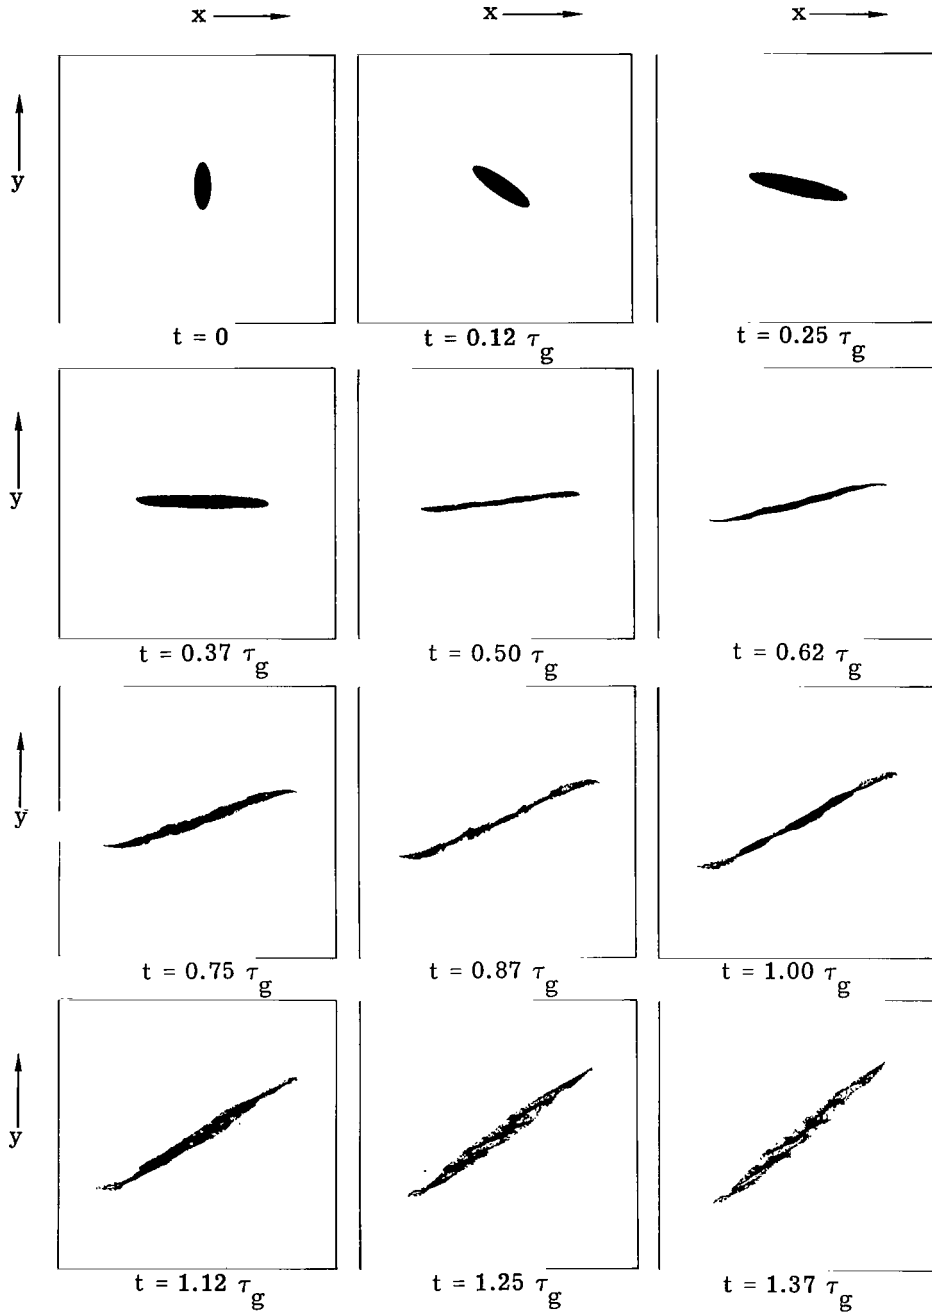 x x x
y
t = 0 t = 0.12 τg t = 0.25 τg
y
t = 0.37 τg t = 0.50 τg t = 0.62 τg
y
t = 0.75 τg t = 0.87 τg t = 1.00 τg
y
t = 1.12 τg t = 1.25 τg t = 1.37 τg